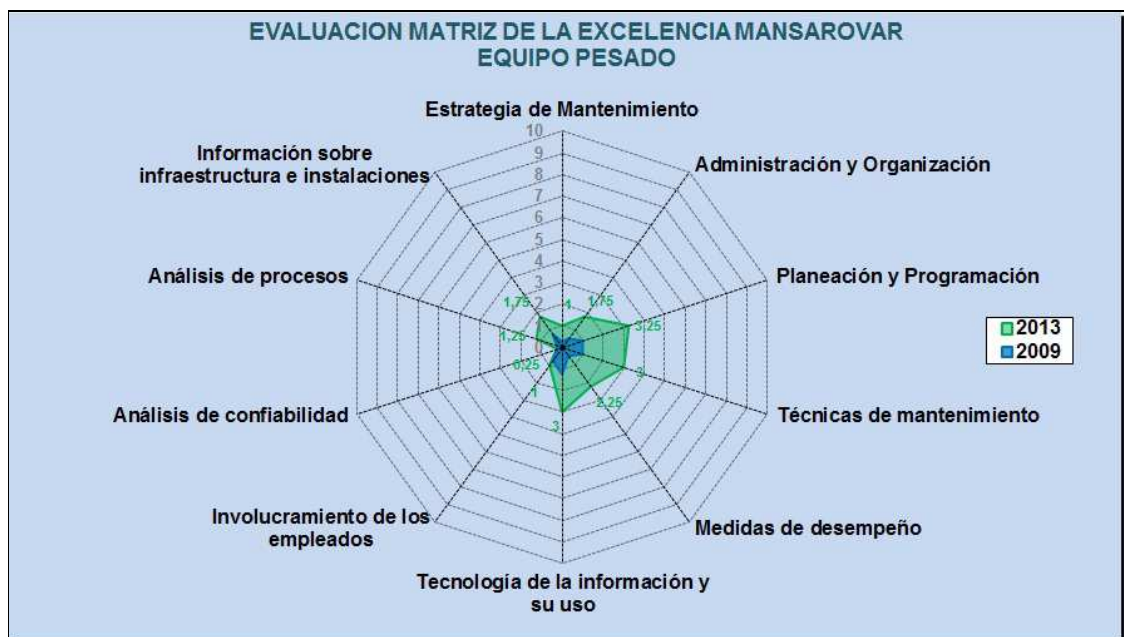 EVALUACION MATRIZ DE LA EXCELENCIA MANSAROVAR
EQUIPO PESADO
Estrategia de Mantenimiento
Administración y Organización
Planeación y Programación
Técnicas de mantenimiento
Medidas de desempeño
Tecnología de la información y
su uso
Involucramiento de los
empleados
Análisis de confiabilidad
Análisis de procesos
Información sobre
infraestructura e instalaciones
10
9
8
7
6
5
4
3
2
1
0
1
1,75
3,25
3
2,25
3
1
0,25
1,25
1,75
2013
2009